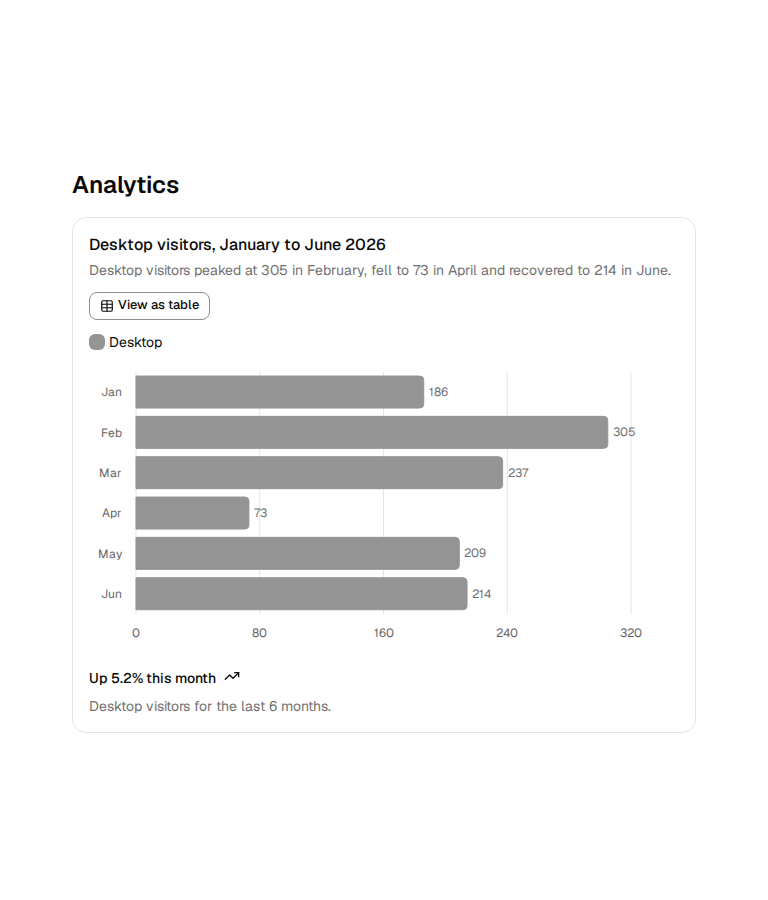 Analytics
Desktop visitors, January to June 2026
Desktop visitors peaked at 305 in February, fell to 73 in April and recovered to 214 in June.
View as table
Desktop
Jan 186
Feb 305
Mar 237
Apr 73
May 209
Jun 214
0 80 160 240 320
Up 5.2% this month
Desktop visitors for the last 6 months.